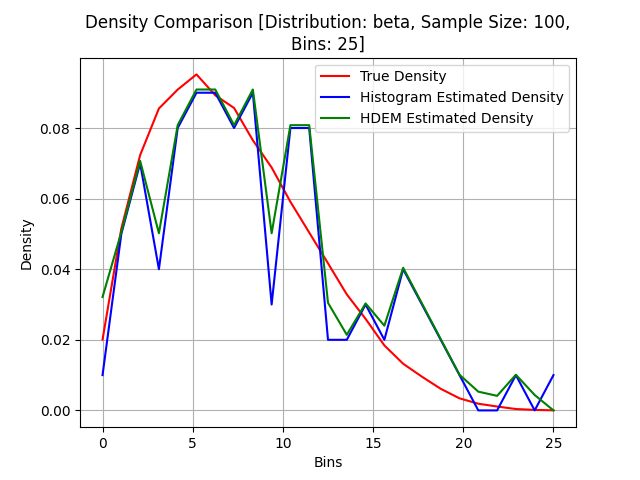 Density Comparison [Distribution: beta, Sample Size: 100,
Bins: 25]
True Density
Histogram Estimated Density
HDEM Estimated Density
Density
0.08
0.06
0.04
0.02
0.00
0 5 10 15 20 25
Bins